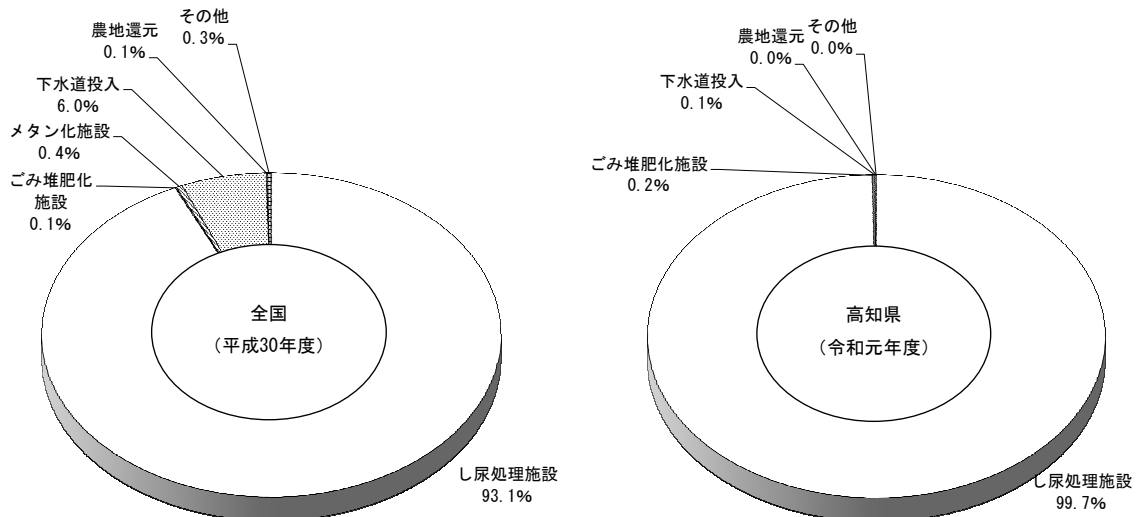 その他
0.3%
農地還元
0.1%
下水道投入
6.0%
メタン化施設
0.4%
ごみ堆肥化
施設
0.1%
全国
（平成30年度）
し尿処理施設
93.1%
その他
0.0%
農地還元
0.0%
下水道投入
0.1%
ごみ堆肥化施設
0.2%
高知県
（令和元年度）
し尿処理施設
99.7%